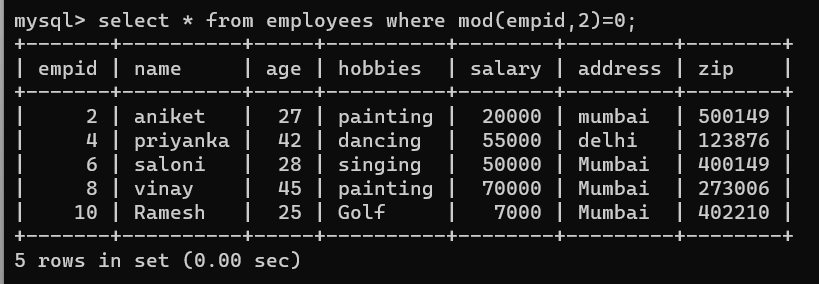 mysql> select * from employees where mod(empid,2)=0;
+-------+----------+-----+----------+--------+---------+--------+
| empid | name     | age | hobbies  | salary | address | zip    |
+-------+----------+-----+----------+--------+---------+--------+
|     2 | aniket   |  27 | painting |  20000 | mumbai  | 500149 |
|     4 | priyanka |  42 | dancing  |  55000 | delhi   | 123876 |
|     6 | saloni   |  28 | singing  |  50000 | Mumbai  | 400149 |
|     8 | vinay    |  45 | painting |  70000 | Mumbai  | 273006 |
|    10 | Ramesh   |  25 | Golf     |   7000 | Mumbai  | 402210 |
+-------+----------+-----+----------+--------+---------+--------+
5 rows in set (0.00 sec)